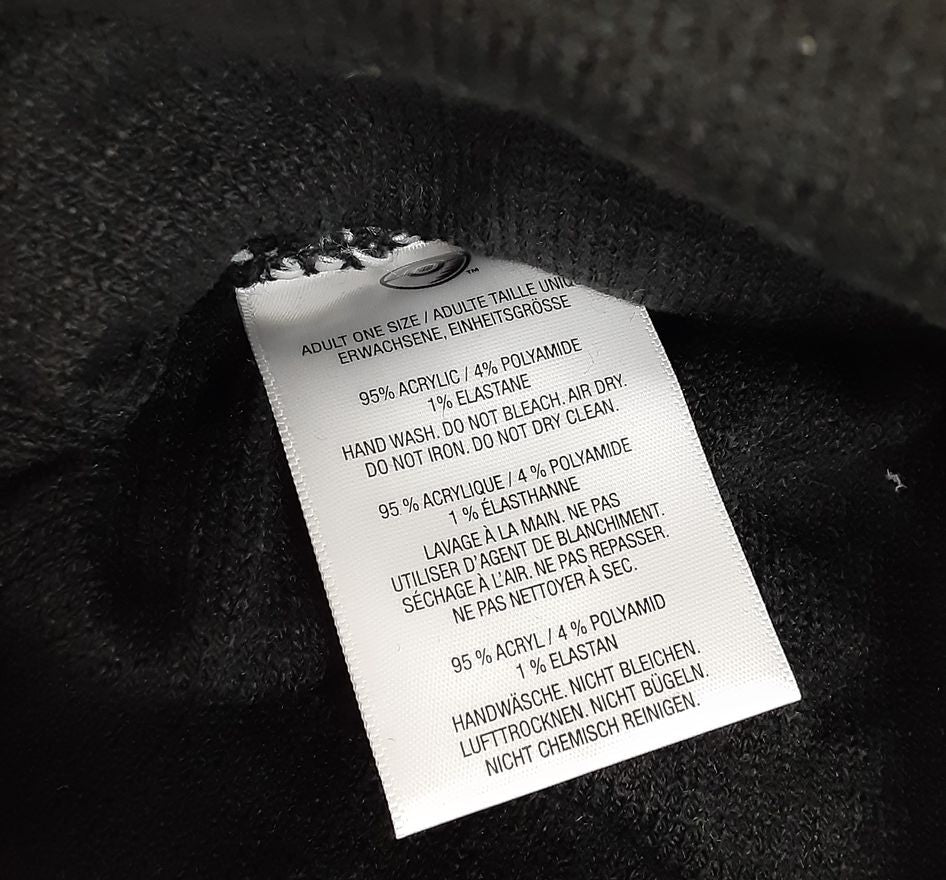 ™
ADULT ONE SIZE / ADULTE TAILLE
ERWACHSENE, EINHEITSGRÖSSE
95% ACRYLIC / 4% POLYAMIDE
1% ELASTANE
HAND WASH. DO NOT BLEACH. AIR DRY.
DO NOT IRON. DO NOT DRY CLEAN.
95 % ACRYLIQUE / 4 % POLYAMIDE
1 % ÉLASTHANNE
LAVAGE À LA MAIN. NE PAS
UTILISER D'AGENT DE BLANCHIMENT.
SÉCHAGE À L'AIR. NE PAS REPASSER.
NE PAS NETTOYER À SEC.
95 % ACRYL / 4 % POLYAMID
1 % ELASTAN
HANDWÄSCHE. NICHT BLEICHEN.
LUFTTROCKNEN. NICHT BÜGELN.
NICHT CHEMISCH REINIGEN.